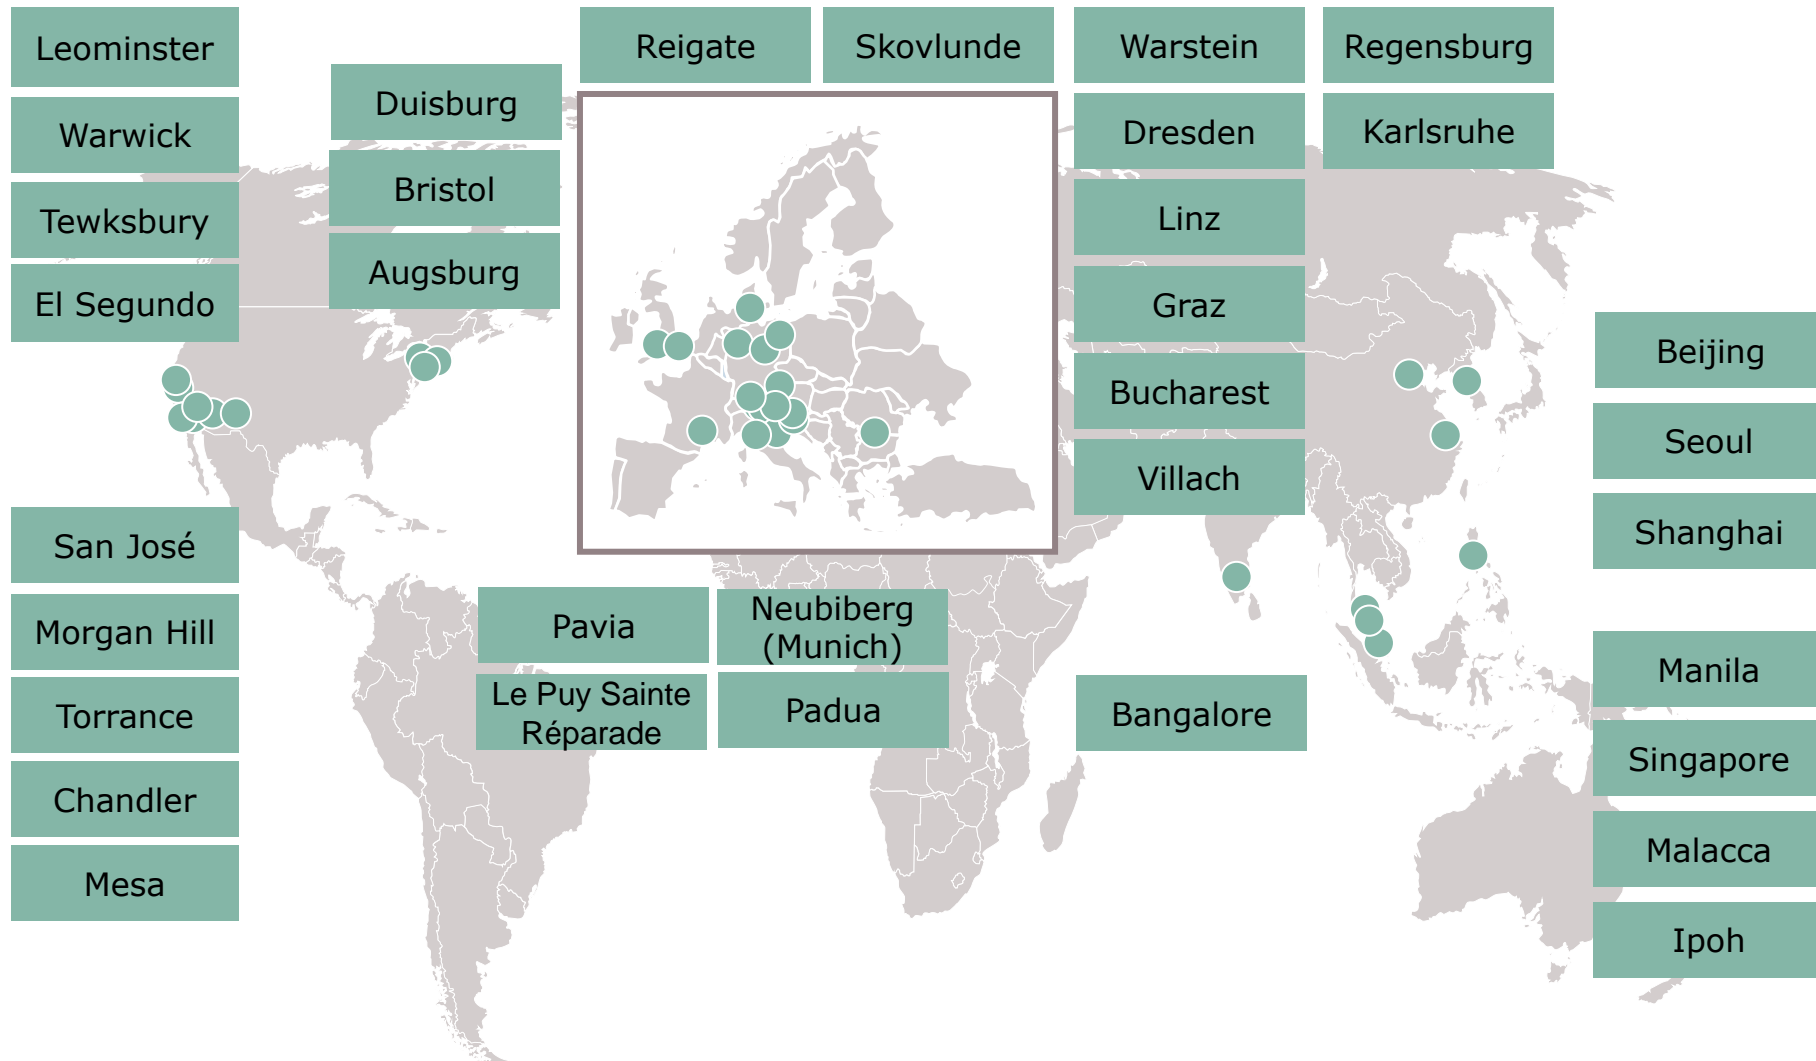 Leominster
Warwick
Tewksbury
El Segundo
Duisburg
Bristol
Augsburg
Reigate
Skovlunde
Warstein
Regensburg
Dresden
Karlsruhe
Linz
Graz
Bucharest
Villach
Beijing
Seoul
Shanghai
San José
Morgan Hill
Torrance
Chandler
Mesa
Pavia
Neubiberg
(Munich)
Le Puy Sainte
Réparade
Padua
Bangalore
Manila
Singapore
Malacca
Ipoh